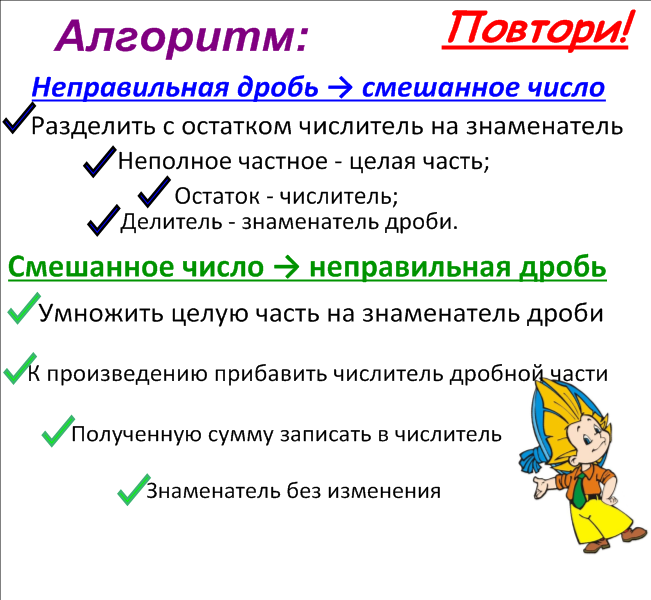 Алгоритм:
Повтори!
Неправильная дробь → смешанное число
Разделить с остатком числитель на знаменатель
Неполное частное - целая часть;
Остаток - числитель;
Делитель - знаменатель дроби.
Смешанное число → неправильная дробь
Умножить целую часть на знаменатель дроби
К произведению прибавить числитель дробной части
Полученную сумму записать в числитель
Знаменатель без изменения